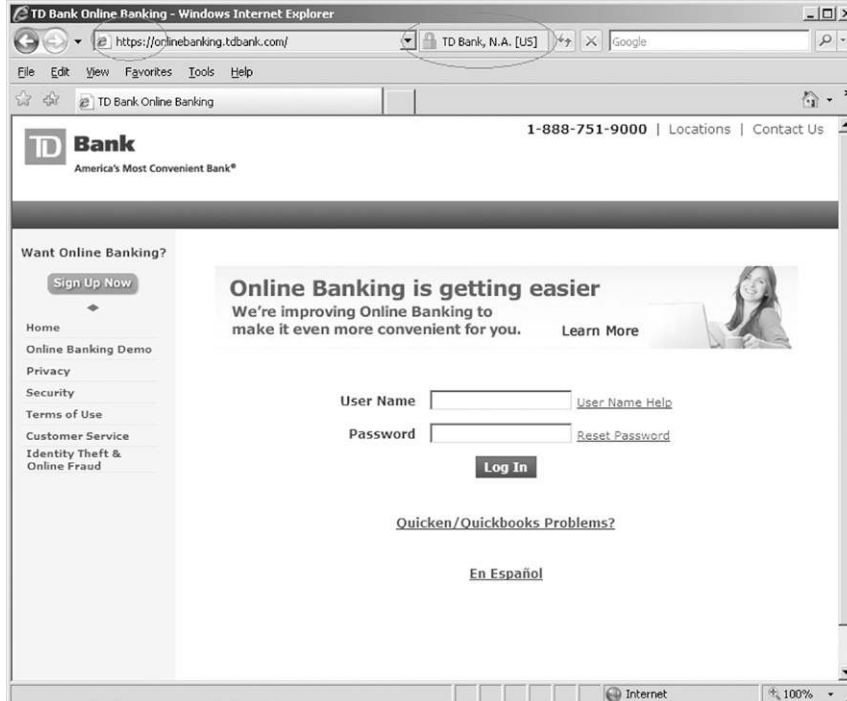 TD Bank Online Banking - Windows Internet Explorer
https://onlinebanking.tdbank.com/
TD Bank, N.A. [US]
Google
File Edit View Favorites Tools Help
TD Bank Online Banking
TD Bank
America's Most Convenient Bank®
1-888-751-9000 | Locations | Contact Us
Want Online Banking?
Sign Up Now
Home
Online Banking Demo
Privacy
Security
Terms of Use
Customer Service
Identity Theft &
Online Fraud
Online Banking is getting easier
We're improving Online Banking to
make it even more convenient for you. Learn More
User Name User Name Help
Password Reset Password
Log In
Quicken/Quickbooks Problems?
En Español
Internet
100%